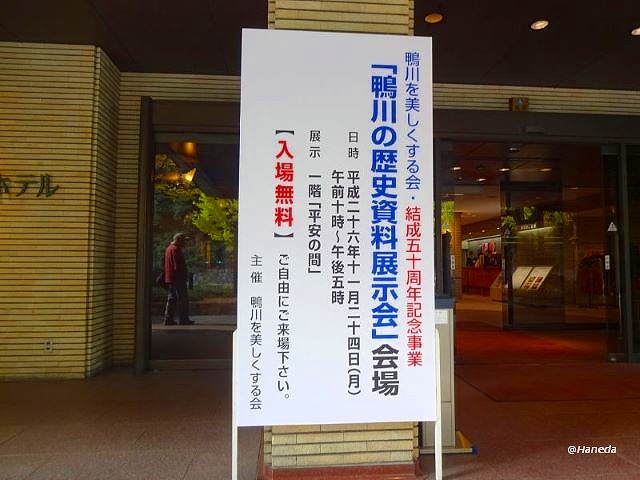 鴨川を美しくする会・結成五十周年記念事業
「鴨川の歴史資料展示会」会場
日時 平成二十六年十一月二十四日(月)
午前十時~午後五時
展示 一階「平安の間」
【入場無料】ご自由にご来場下さい。
主催 鴨川を美しくする会
ホテル
@Haneda